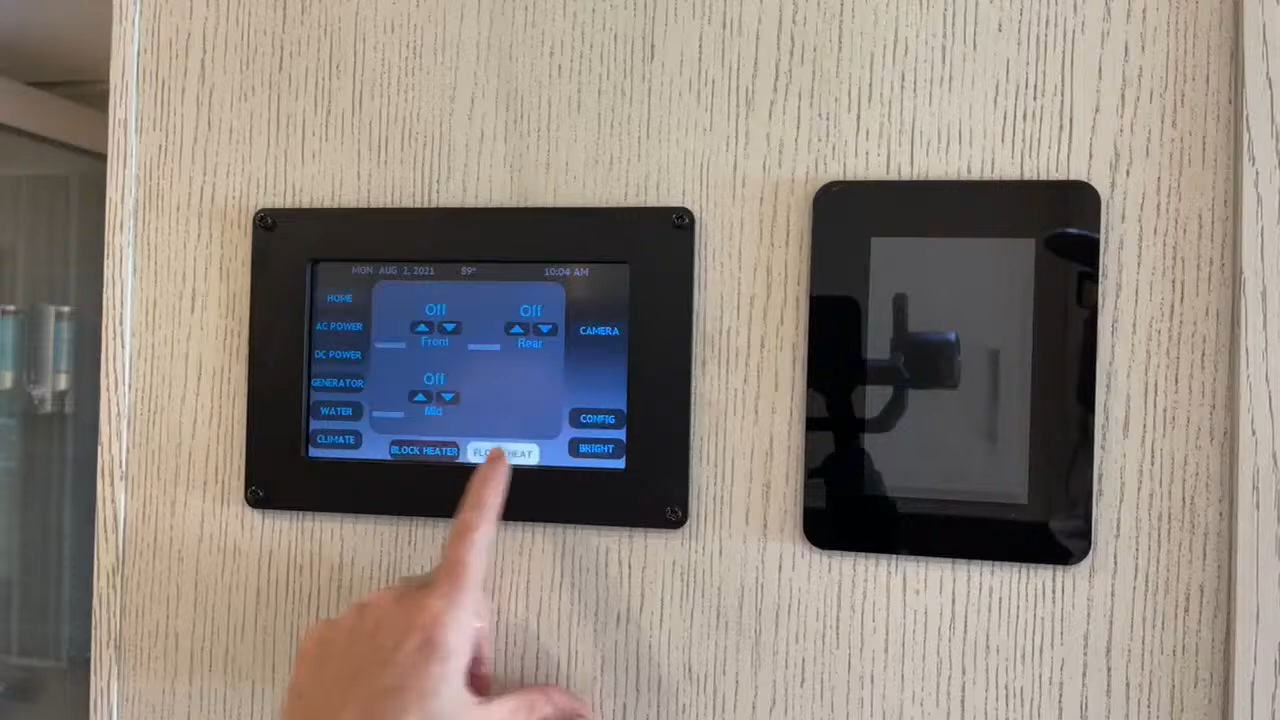 MON AUG 2, 2021 89° 10:04 AM
HOME
AC POWER
DC POWER
GENERATOR
WATER
CLIMATE
Off
Front
Off
Rear
Off
Mid
CAMERA
CONFIG
BRIGHT
BLOCK HEATER
HEAT